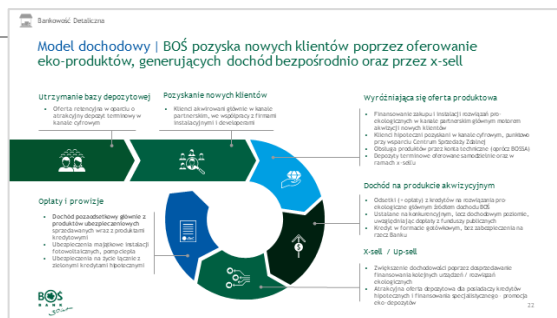 Bankowość Detaliczna
Model dochodowy | BOŚ pozyska nowych klientów poprzez oferowanie
eko-produktów, generujących dochód bezpośrednio oraz przez x-sell
Utrzymanie bazy depozytowej
• Oferta retencyjna w oparciu o
atrakcyjny depozyt terminowy w
kanale cyfrowym
Pozyskanie nowych klientów
• Klienci akwirowani głównie w kanale
partnerskim, we współpracy z firmami
instalacyjnymi i deweloperami
Wyróżniająca się oferta produktowa
• Finansowanie zakupu i instalacji rozwiązań pro-
ekologicznych w kanale partnerskim głównym motorem
akwizycji nowych klientów
• Klienci hipoteczni pozyskani w kanale cyfrowym, punktowo
przy wsparciu Centrum Sprzedaży Zdalnej
• Obsługa produktów przez konta techniczne (oprócz BOSSA)
• Depozyty terminowe oferowane samodzielnie oraz w
ramach x-sell'u
Dochód na produkcie akwizycyjnym
• Odsetki (+ opłaty) z kredytów na rozwiązania pro-
ekologiczne głównym źródłem dochodu BOŚ
• Ustalane na konkurencyjnym, lecz dochodowym poziomie,
uwzględniając dopłaty z funduszy publicznych
• Kredyt w formie gotówkowym, bez zabezpieczenia na
rzecz Banku
X-sell / Up-sell
• Zwiększenie dochodowości poprzez dosprzedawanie
finansowania kolejnych urządzeń / rozwiązań
ekologicznych
• Atrakcyjna oferta depozytowa dla posiadaczy kredytów
hipotecznych i finansowania specjalistycznego - promocja
eko-depozytów
Opłaty i prowizje
• Dochód pozaodsetkowy głównie z
produktów ubezpieczeniowych
sprzedawanych wraz z produktami
kredytowymi
• Ubezpieczenia majątkowe instalacji
fotowoltaicznych, pomp ciepła
• Ubezpieczenia na życie łącznie z
zielonymi kredytami hipotecznymi
BOŚ
BANK
22